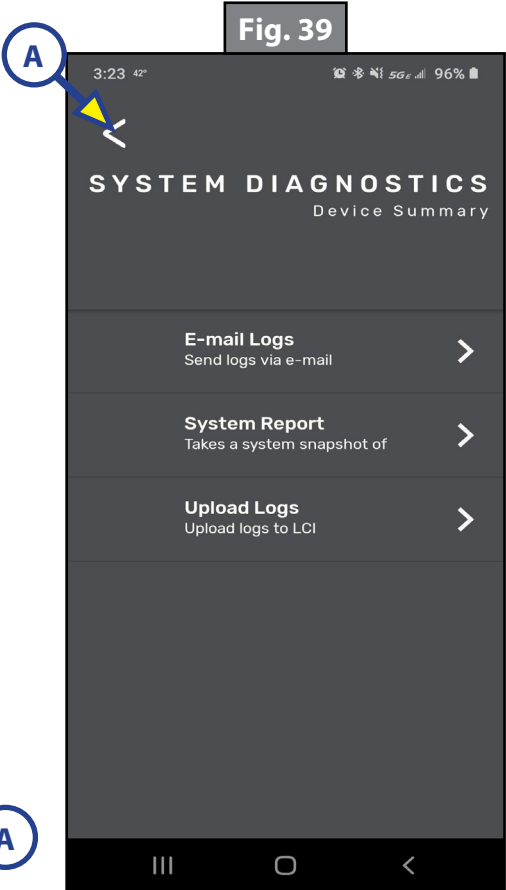 Fig. 39
A
3:23 42° 5GE 96%
SYSTEM DIAGNOSTICS
Device Summary
E-mail Logs
Send logs via e-mail
System Report
Takes a system snapshot of
Upload Logs
Upload logs to LCI
A